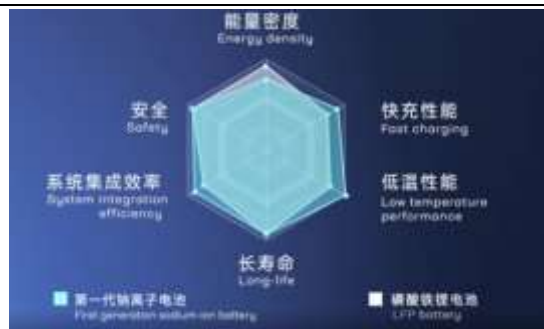 能量密度
Energy density
安全
Safety
快充性能
Fast charging
系统集成效率
System integration
efficiency
低温性能
Low temperature
performance
长寿命
Long-life
第一代钠离子电池
First generation sodium-ion battery
磷酸铁锂电池
LFP battery